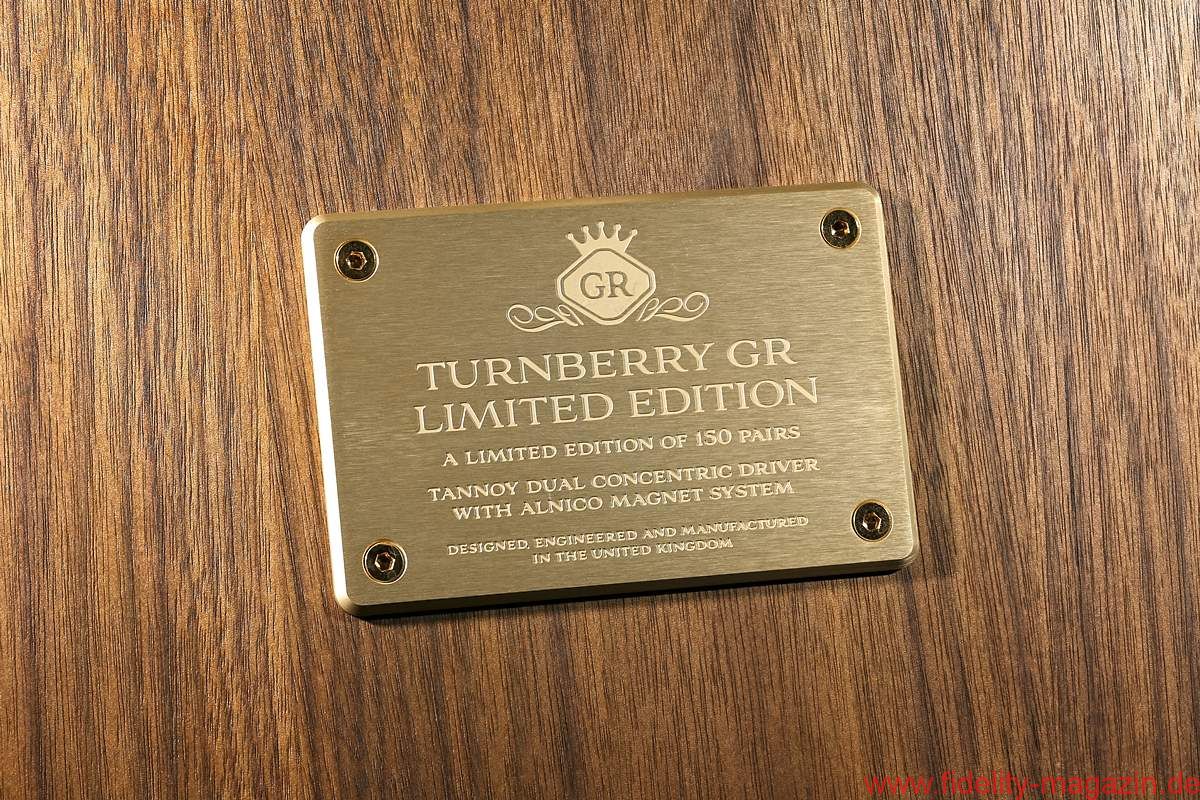 GR
TURNBERRY GR
LIMITED EDITION
A LIMITED EDITION OF 150 PAIRS
TANNOY DUAL CONCENTRIC DRIVER
WITH ALNICO MAGNET SYSTEM
DESIGNED, ENGINEERED AND MANUFACTURED
IN THE UNITED KINGDOM
www.fidelity-magazin.de